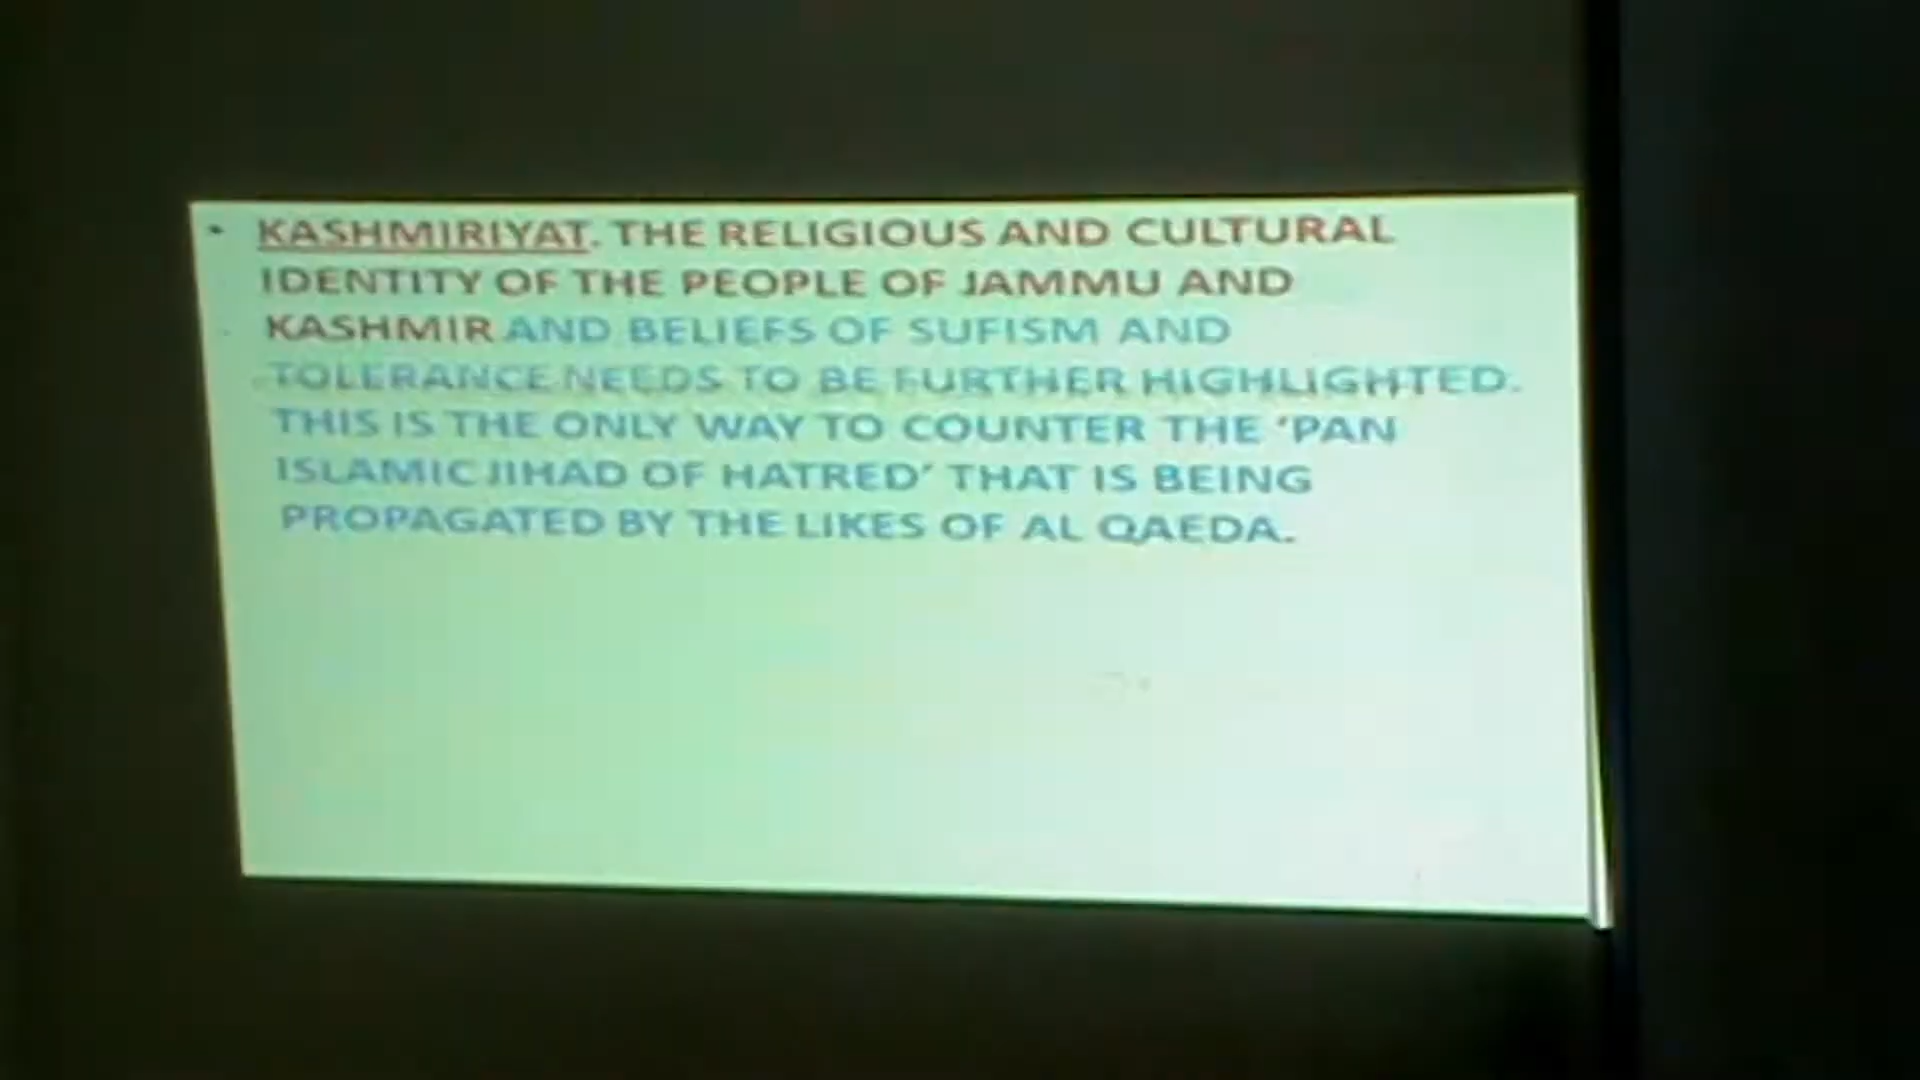 • KASHMIRIYAT. THE RELIGIOUS AND CULTURAL
IDENTITY OF THE PEOPLE OF JAMMU AND
KASHMIR AND BELIEFS OF SUFISM AND
TOLERANCE NEEDS TO BE FURTHER HIGHLIGHTED.
THIS IS THE ONLY WAY TO COUNTER THE ‘PAN
ISLAMIC JIHAD OF HATRED’ THAT IS BEING
PROPAGATED BY THE LIKES OF AL QAEDA.